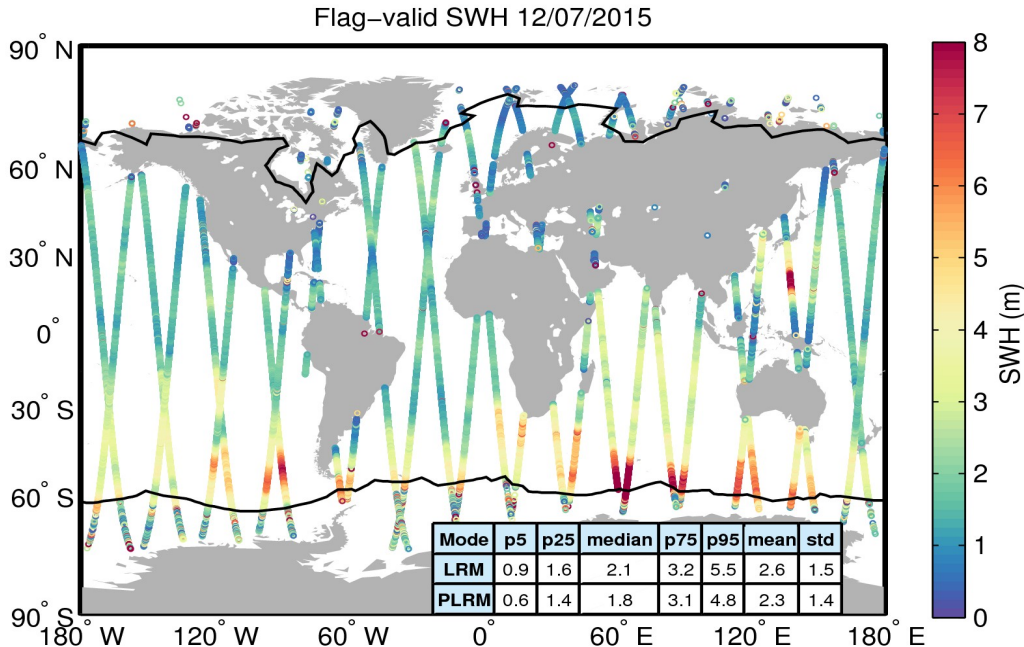 Flag−valid SWH 12/07/2015
90° N
60° N
30° N
0°
30° S
60° S
90° S
180° W
120° W
60° W
0°
60° E
120° E
180° E
8
7
6
5
4
3
2
1
0
SWH (m)
Mode p5 p25 median p75 p95 mean std
LRM 0.9 1.6 2.1 3.2 5.5 2.6 1.5
PLRM 0.6 1.4 1.8 3.1 4.8 2.3 1.4